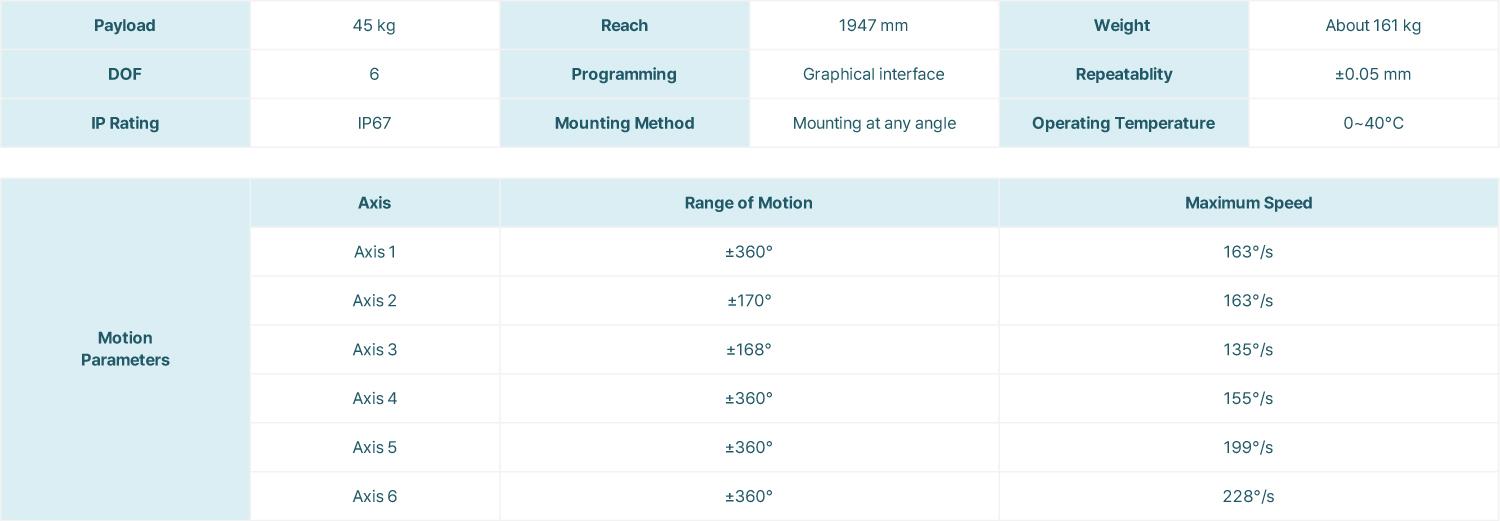 Payload 45 kg Reach 1947 mm Weight About 161 kg
DOF 6 Programming Graphical interface Repeatablity ±0.05 mm
IP Rating IP67 Mounting Method Mounting at any angle Operating Temperature 0~40°C
Axis Range of Motion Maximum Speed
Motion
Parameters
Axis 1 ±360° 163°/s
Axis 2 ±170° 163°/s
Axis 3 ±168° 135°/s
Axis 4 ±360° 155°/s
Axis 5 ±360° 199°/s
Axis 6 ±360° 228°/s